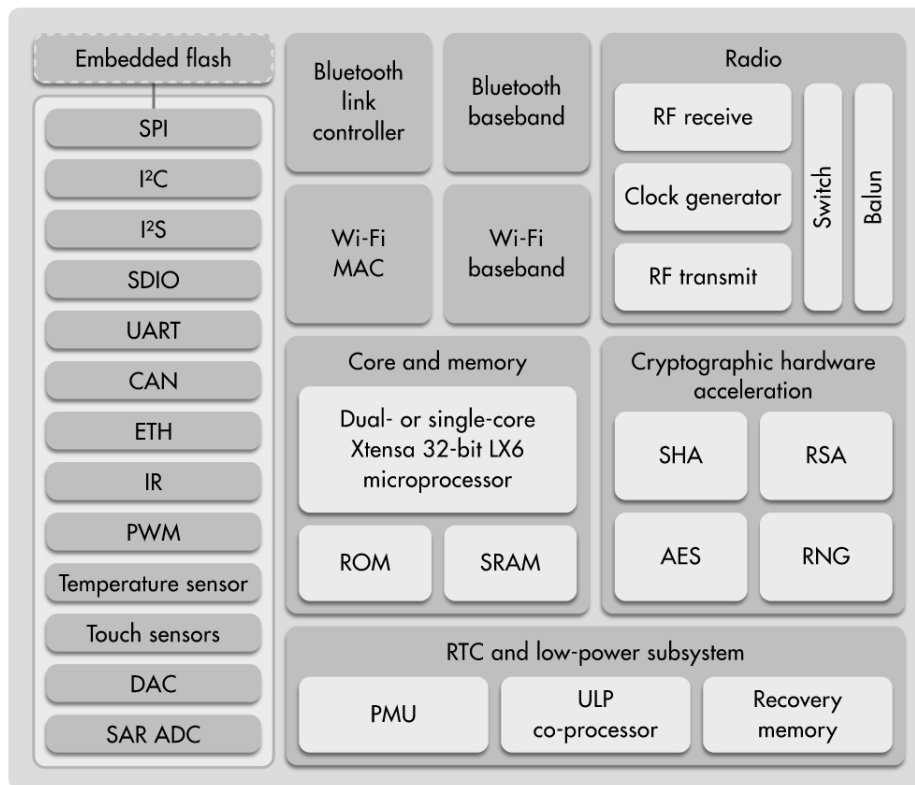 Embedded flash
SPI
I²C
I²S
SDIO
UART
CAN
ETH
IR
PWM
Temperature sensor
Touch sensors
DAC
SAR ADC
Bluetooth
link
controller
Bluetooth
baseband
Wi-Fi
MAC
Wi-Fi
baseband
Radio
RF receive
Clock generator
RF transmit
Switch
Balun
Core and memory
Dual- or single-core
Xtensa 32-bit LX6
microprocessor
ROM
SRAM
Cryptographic hardware
acceleration
SHA
RSA
AES
RNG
RTC and low-power subsystem
PMU
ULP
co-processor
Recovery
memory